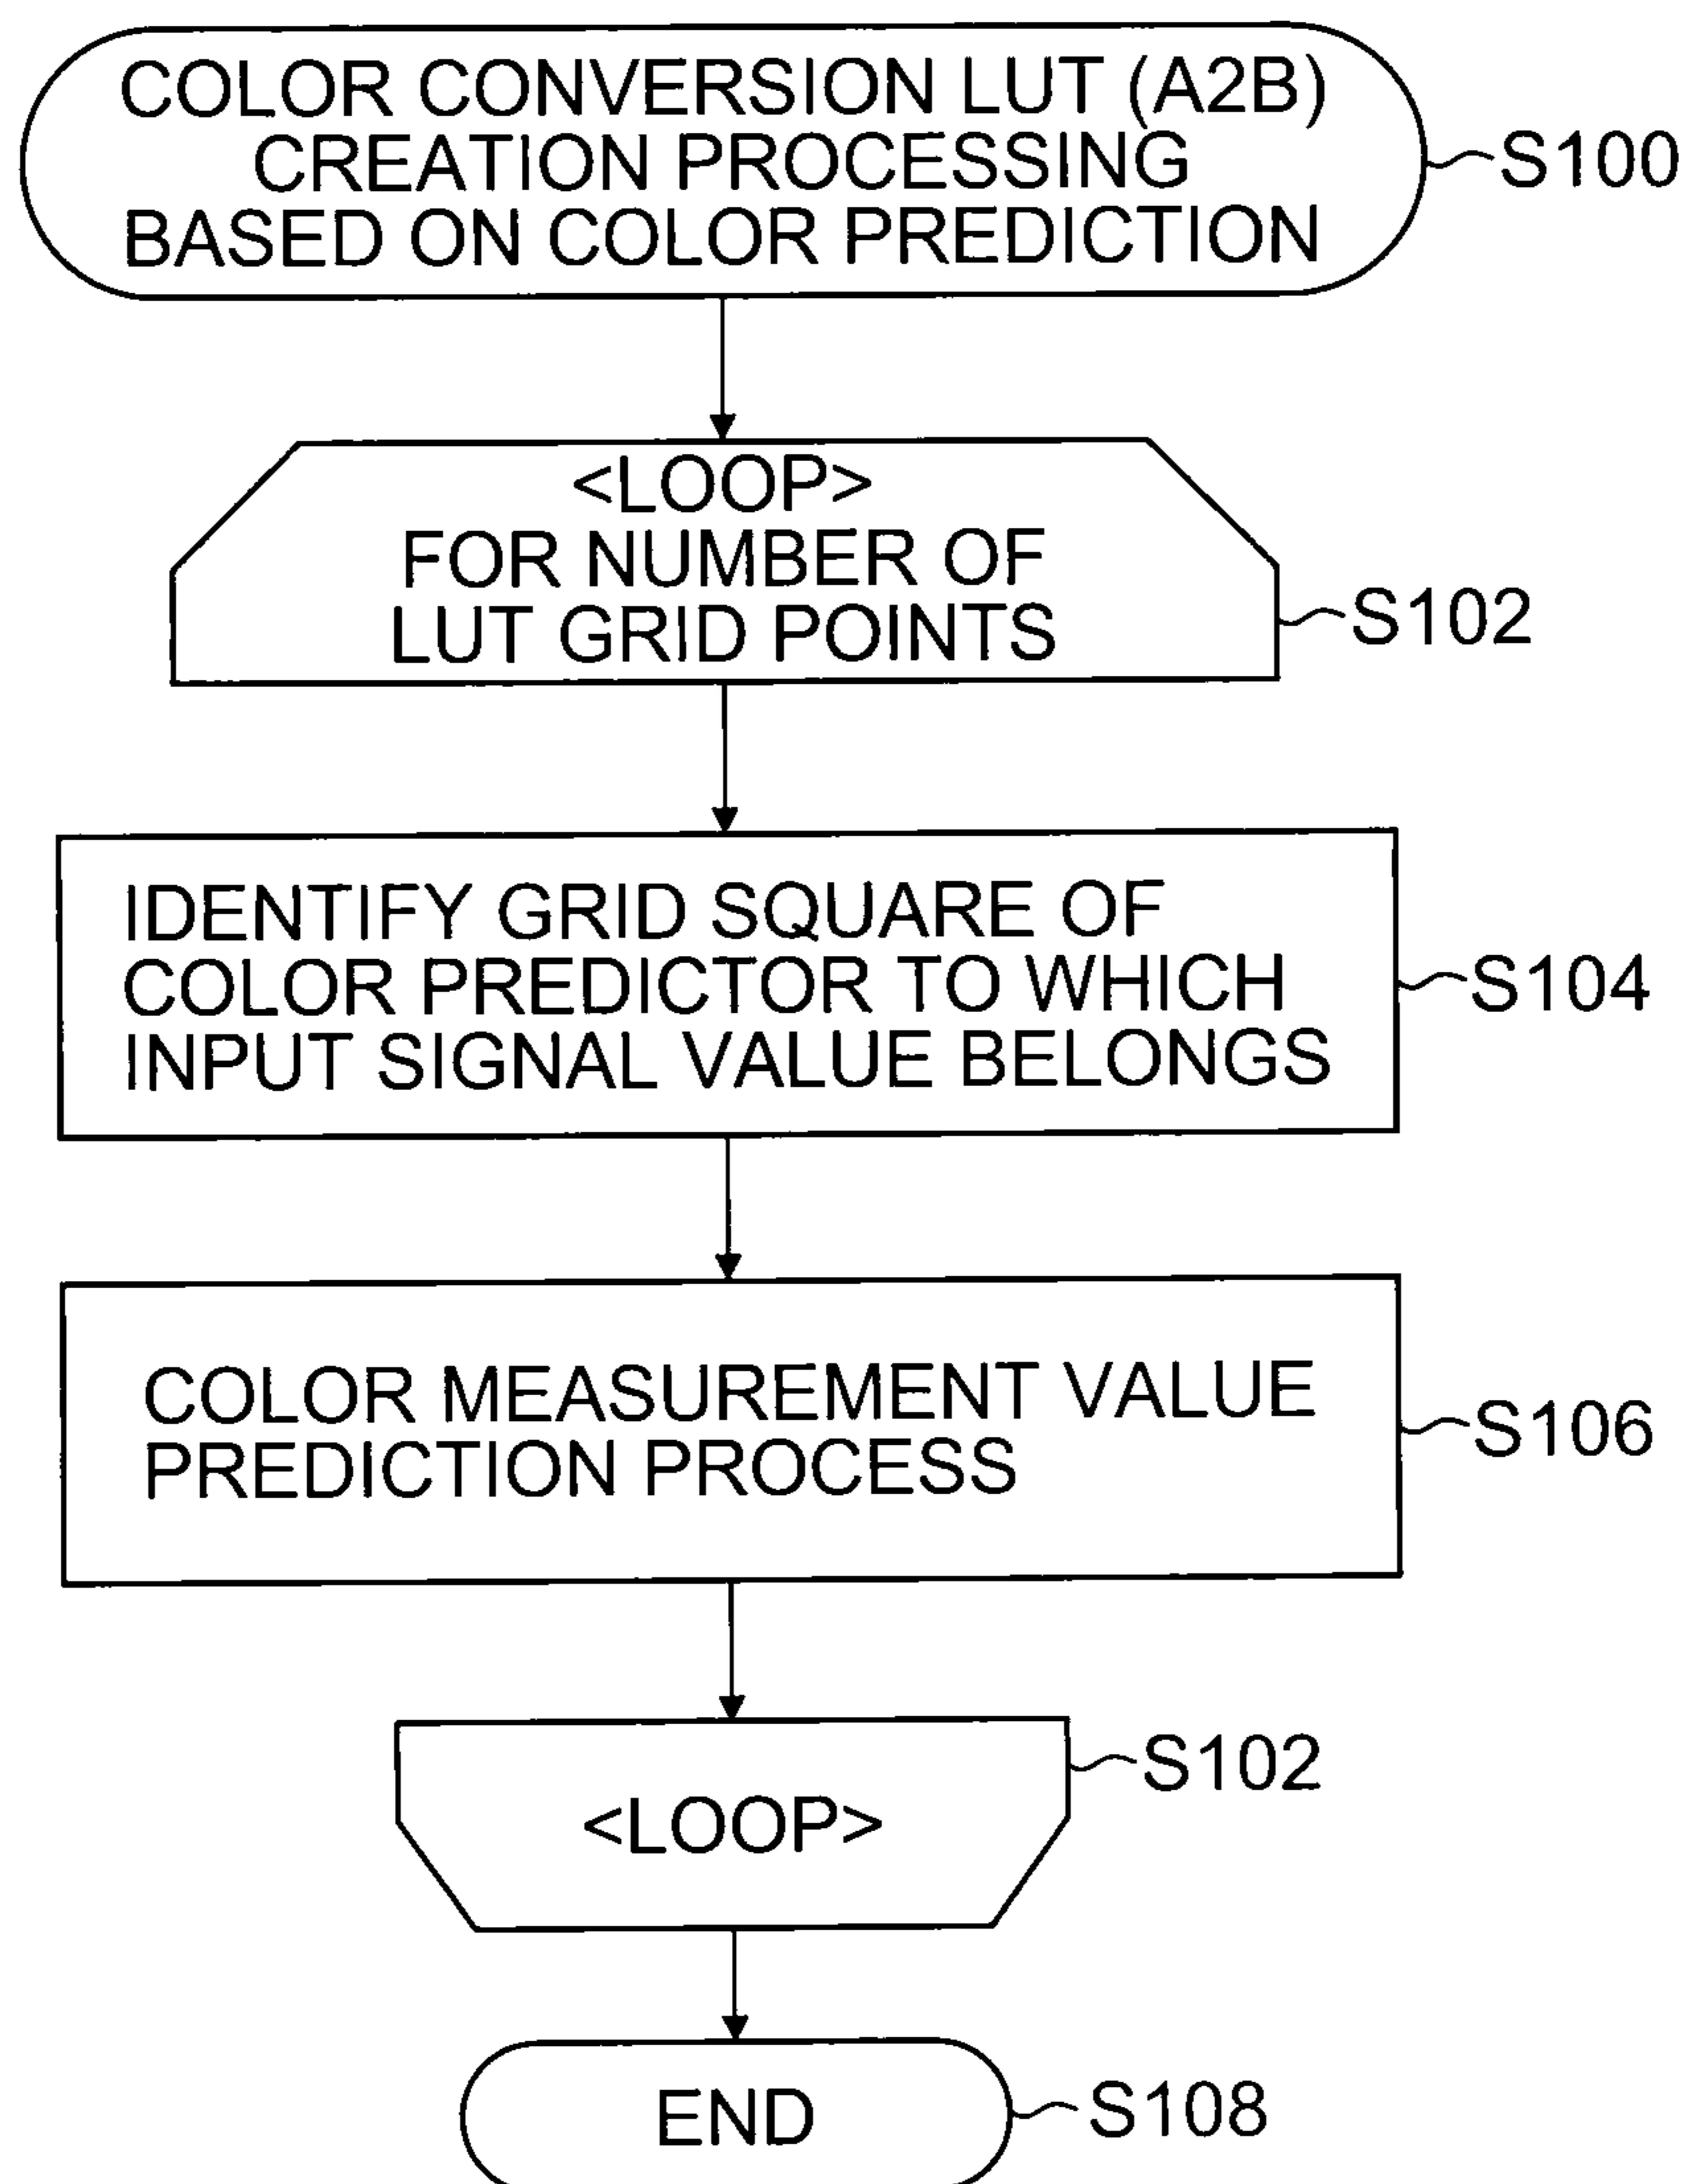 COLOR CONVERSION LUT (A2B)
CREATION PROCESSING
BASED ON COLOR PREDICTION
S100
<LOOP>
FOR NUMBER OF
LUT GRID POINTS
S102
IDENTIFY GRID SQUARE OF
COLOR PREDICTOR TO WHICH
INPUT SIGNAL VALUE BELONGS
S104
COLOR MEASUREMENT VALUE
PREDICTION PROCESS
S106
S102
<LOOP>
END
S108